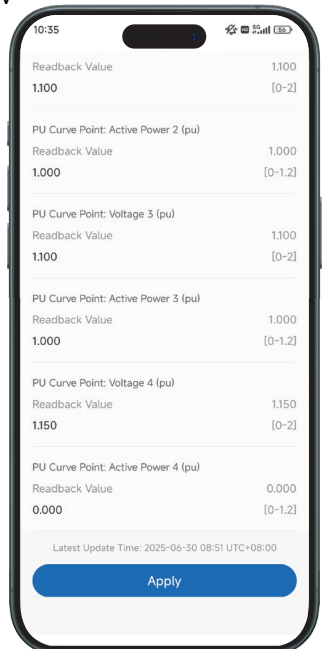 10:35
5G
55
Readback Value 1.100
1.100 [0-2]
PU Curve Point: Active Power 2 (pu)
Readback Value 1.000
1.000 [0-1.2]
PU Curve Point: Voltage 3 (pu)
Readback Value 1.100
1.100 [0-2]
PU Curve Point: Active Power 3 (pu)
Readback Value 1.000
1.000 [0-1.2]
PU Curve Point: Voltage 4 (pu)
Readback Value 1.150
1.150 [0-2]
PU Curve Point: Active Power 4 (pu)
Readback Value 0.000
0.000 [0-1.2]
Latest Update Time: 2025-06-30 08:51 UTC+08:00
Apply